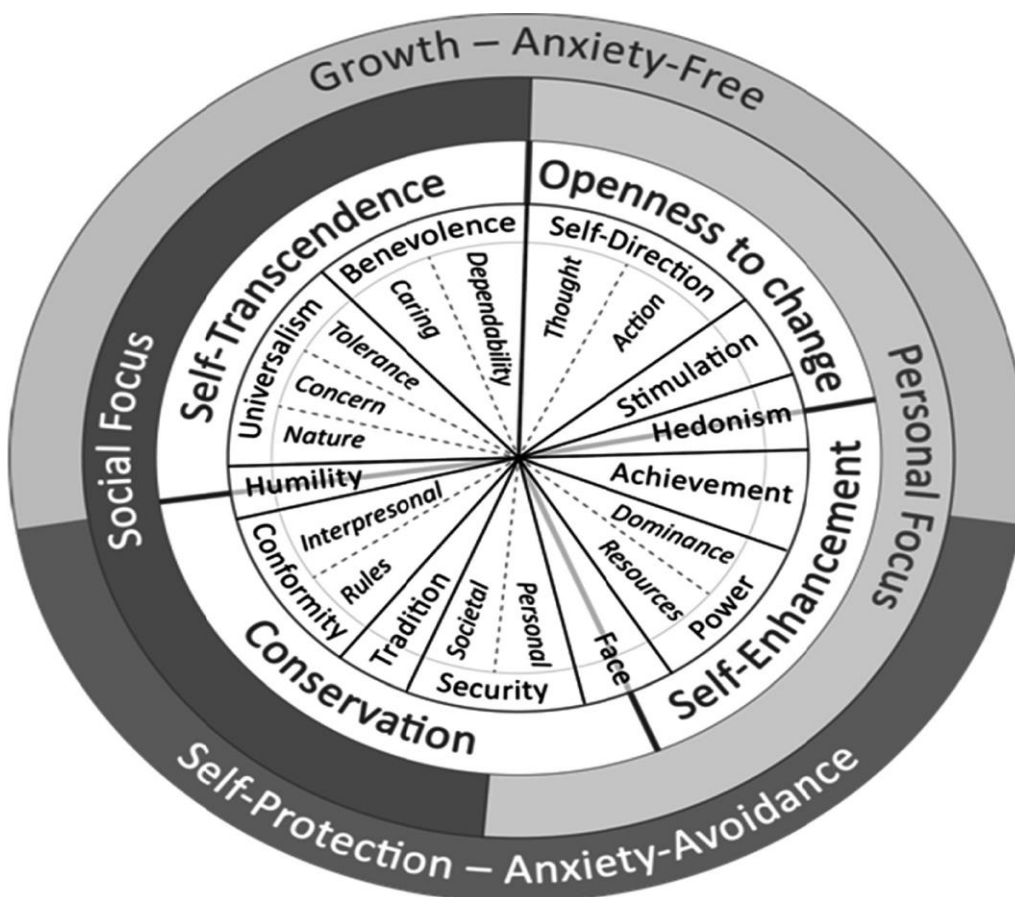 Growth – Anxiety-Free
Social Focus
Personal Focus
Self-Protection – Anxiety-Avoidance
Self-Transcendence
Openness to change
Self-Enhancement
Conservation
Benevolence
Caring
Dependability
Self-Direction
Thought
Action
Stimulation
Hedonism
Achievement
Power
Dominance
Resources
Face
Security
Personal
Societal
Tradition
Conformity
Rules
Interpresonal
Humility
Universalism
Nature
Concern
Tolerance